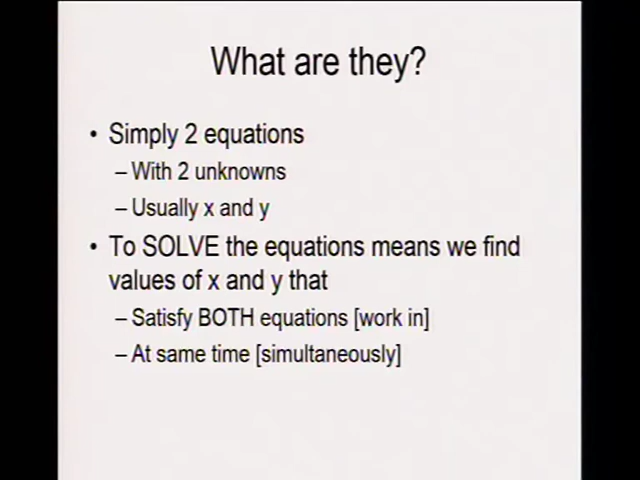 What are they?
• Simply 2 equations
– With 2 unknowns
– Usually x and y
• To SOLVE the equations means we find
values of x and y that
– Satisfy BOTH equations [work in]
– At same time [simultaneously]